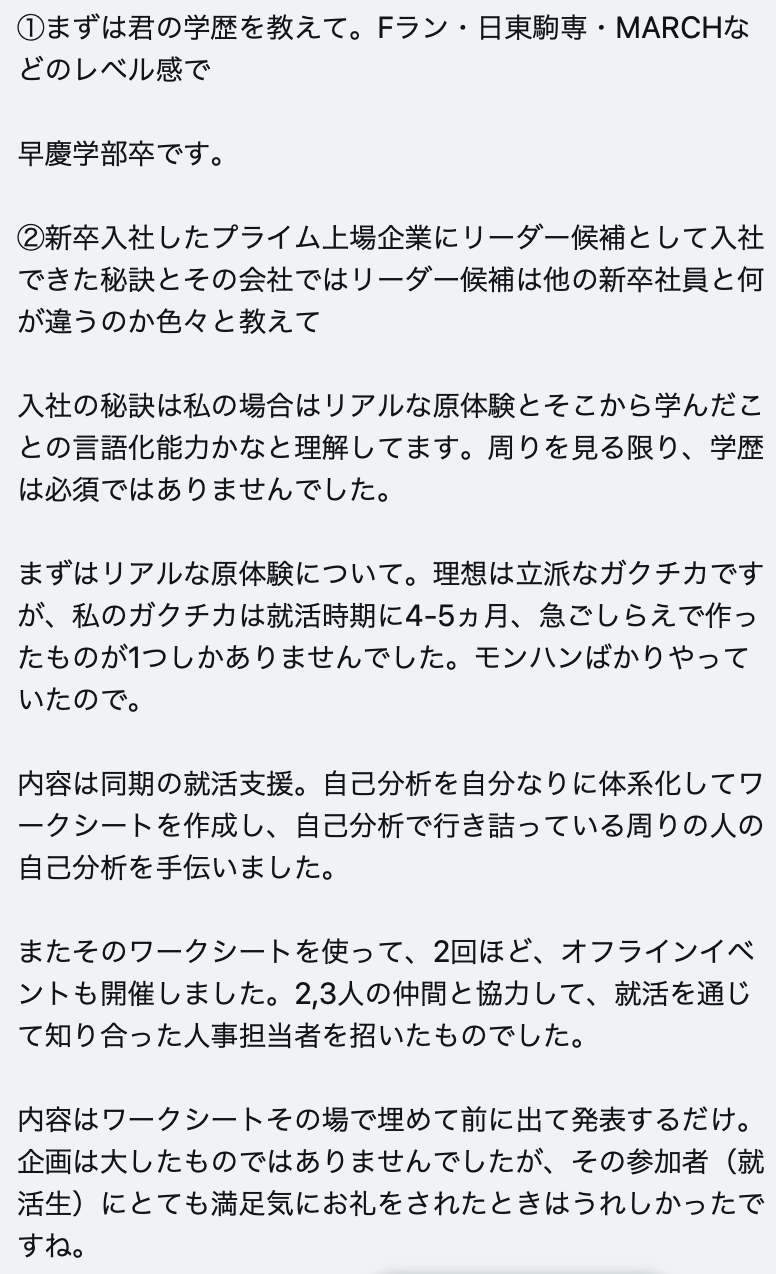 ①まずは君の学歴を教えて。Fラン・日東駒専・MARCHな
どのレベル感で
早慶学部卒です。
②新卒入社したプライム上場企業にリーダー候補として入社
できた秘訣とその会社ではリーダー候補は他の新卒社員と何
が違うのか色々と教えて
入社の秘訣は私の場合はリアルな原体験とそこから学んだこ
との言語化能力かなと理解してます。周りを見る限り、学歴
は必須ではありませんでした。
まずはリアルな原体験について。理想は立派なガクチカです
が、私のガクチカは就活時期に4-5ヵ月、急ごしらえで作っ
たものが1つしかありませんでした。モンハンばかりやって
いたので。
内容は同期の就活支援。自己分析を自分なりに体系化してワ
ークシートを作成し、自己分析で行き詰っている周りの人の
自己分析を手伝いました。
またそのワークシートを使って、2回ほど、オフラインイベ
ントも開催しました。2,3人の仲間と協力して、就活を通じ
て知り合った人事担当者を招いたものでした。
内容はワークシートその場で埋めて前に出て発表するだけ。
企画は大したものではありませんでしたが、その参加者（就
活生）にとても満足気にお礼をされたときはうれしかったで
すね。